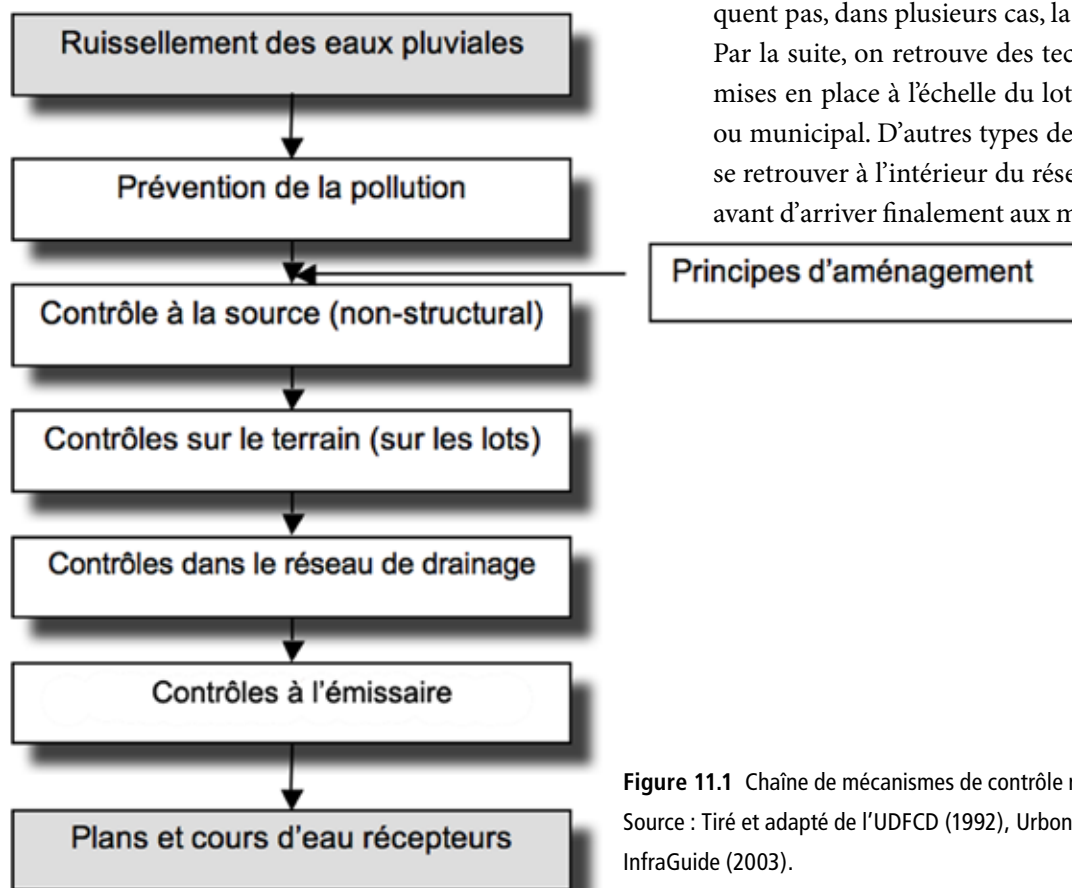 quent pas, dans plusieurs cas, la
Par la suite, on retrouve des tec
mises en place à l'échelle du lot
ou municipal. D'autres types de
se retrouver à l'intérieur du rése
avant d'arriver finalement aux m
Ruissellement des eaux pluviales
Prévention de la pollution
Principes d'aménagement
Contrôle à la source (non-structural)
Contrôles sur le terrain (sur les lots)
Contrôles dans le réseau de drainage
Contrôles à l'émissaire
Plans et cours d'eau récepteurs
Figure 11.1 Chaîne de mécanismes de contrôle
Source : Tiré et adapté de l'UDFCD (1992), Urbon
InfraGuide (2003).